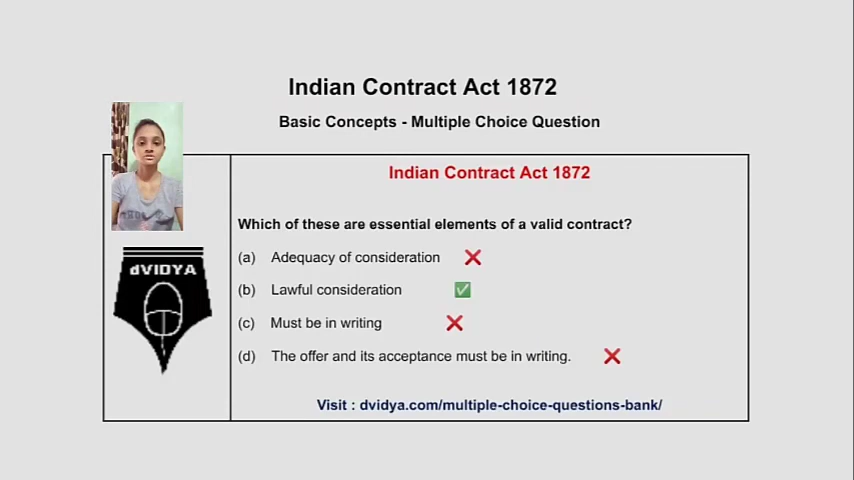 Indian Contract Act 1872
Basic Concepts - Multiple Choice Question
Indian Contract Act 1872
Which of these are essential elements of a valid contract?
(a) Adequacy of consideration
(b) Lawful consideration
(c) Must be in writing
(d) The offer and its acceptance must be in writing.
dVIDYA
Visit : dvidya.com/multiple-choice-questions-bank/